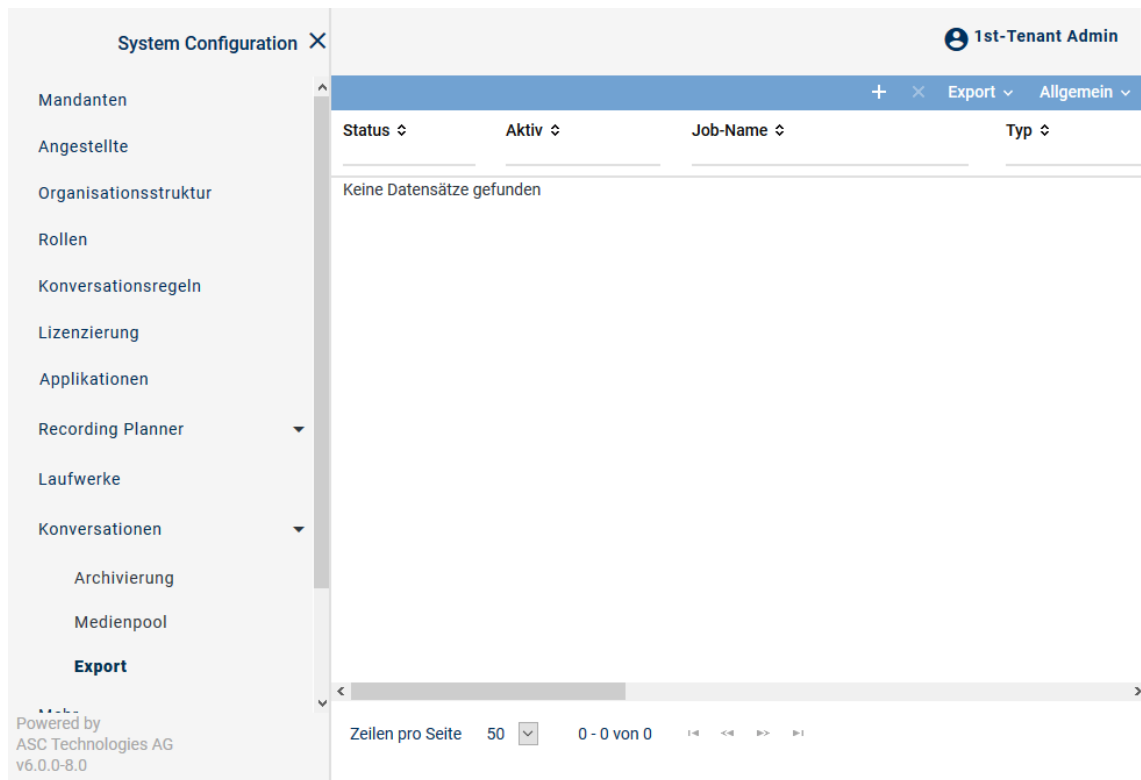 System Configuration
1st-Tenant Admin
Mandanten
Angestellte
Organisationsstruktur
Rollen
Konversationsregeln
Lizenzierung
Applikationen
Recording Planner
Laufwerke
Konversationen
Archivierung
Medienpool
Export
Powered by
ASC Technologies AG
v6.0.0-8.0
Export Allgemein
Status Aktiv Job-Name Typ
Keine Datensätze gefunden
Zeilen pro Seite 50 0 - 0 von 0